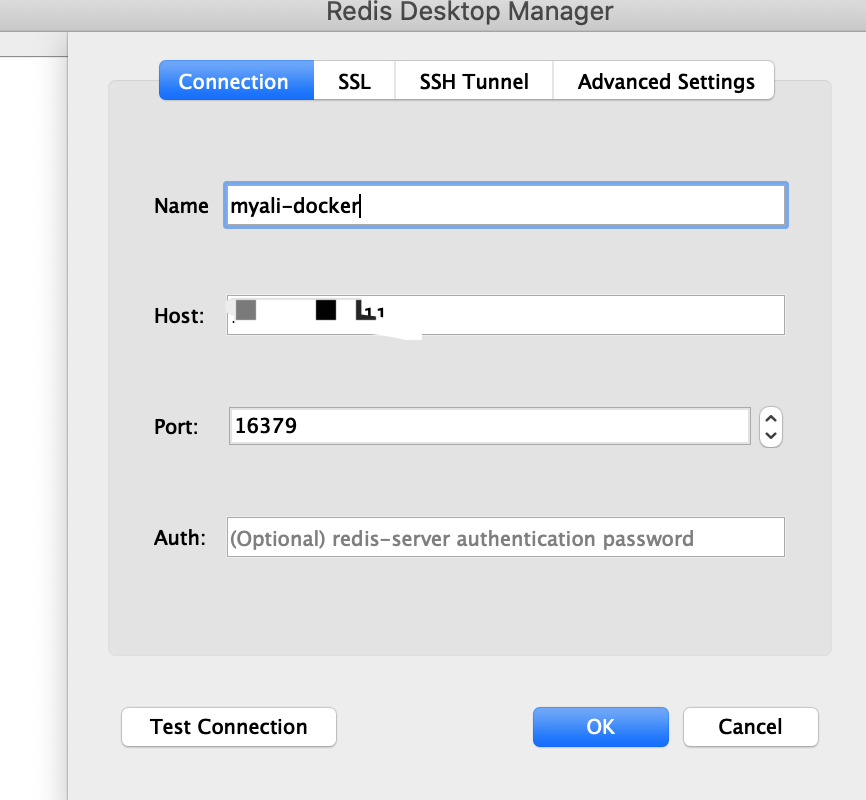 Redis Desktop Manager
Connection SSL SSH Tunnel Advanced Settings
Name myali-docker
Host:
Port: 16379
Auth: (Optional) redis-server authentication password
Test Connection OK Cancel